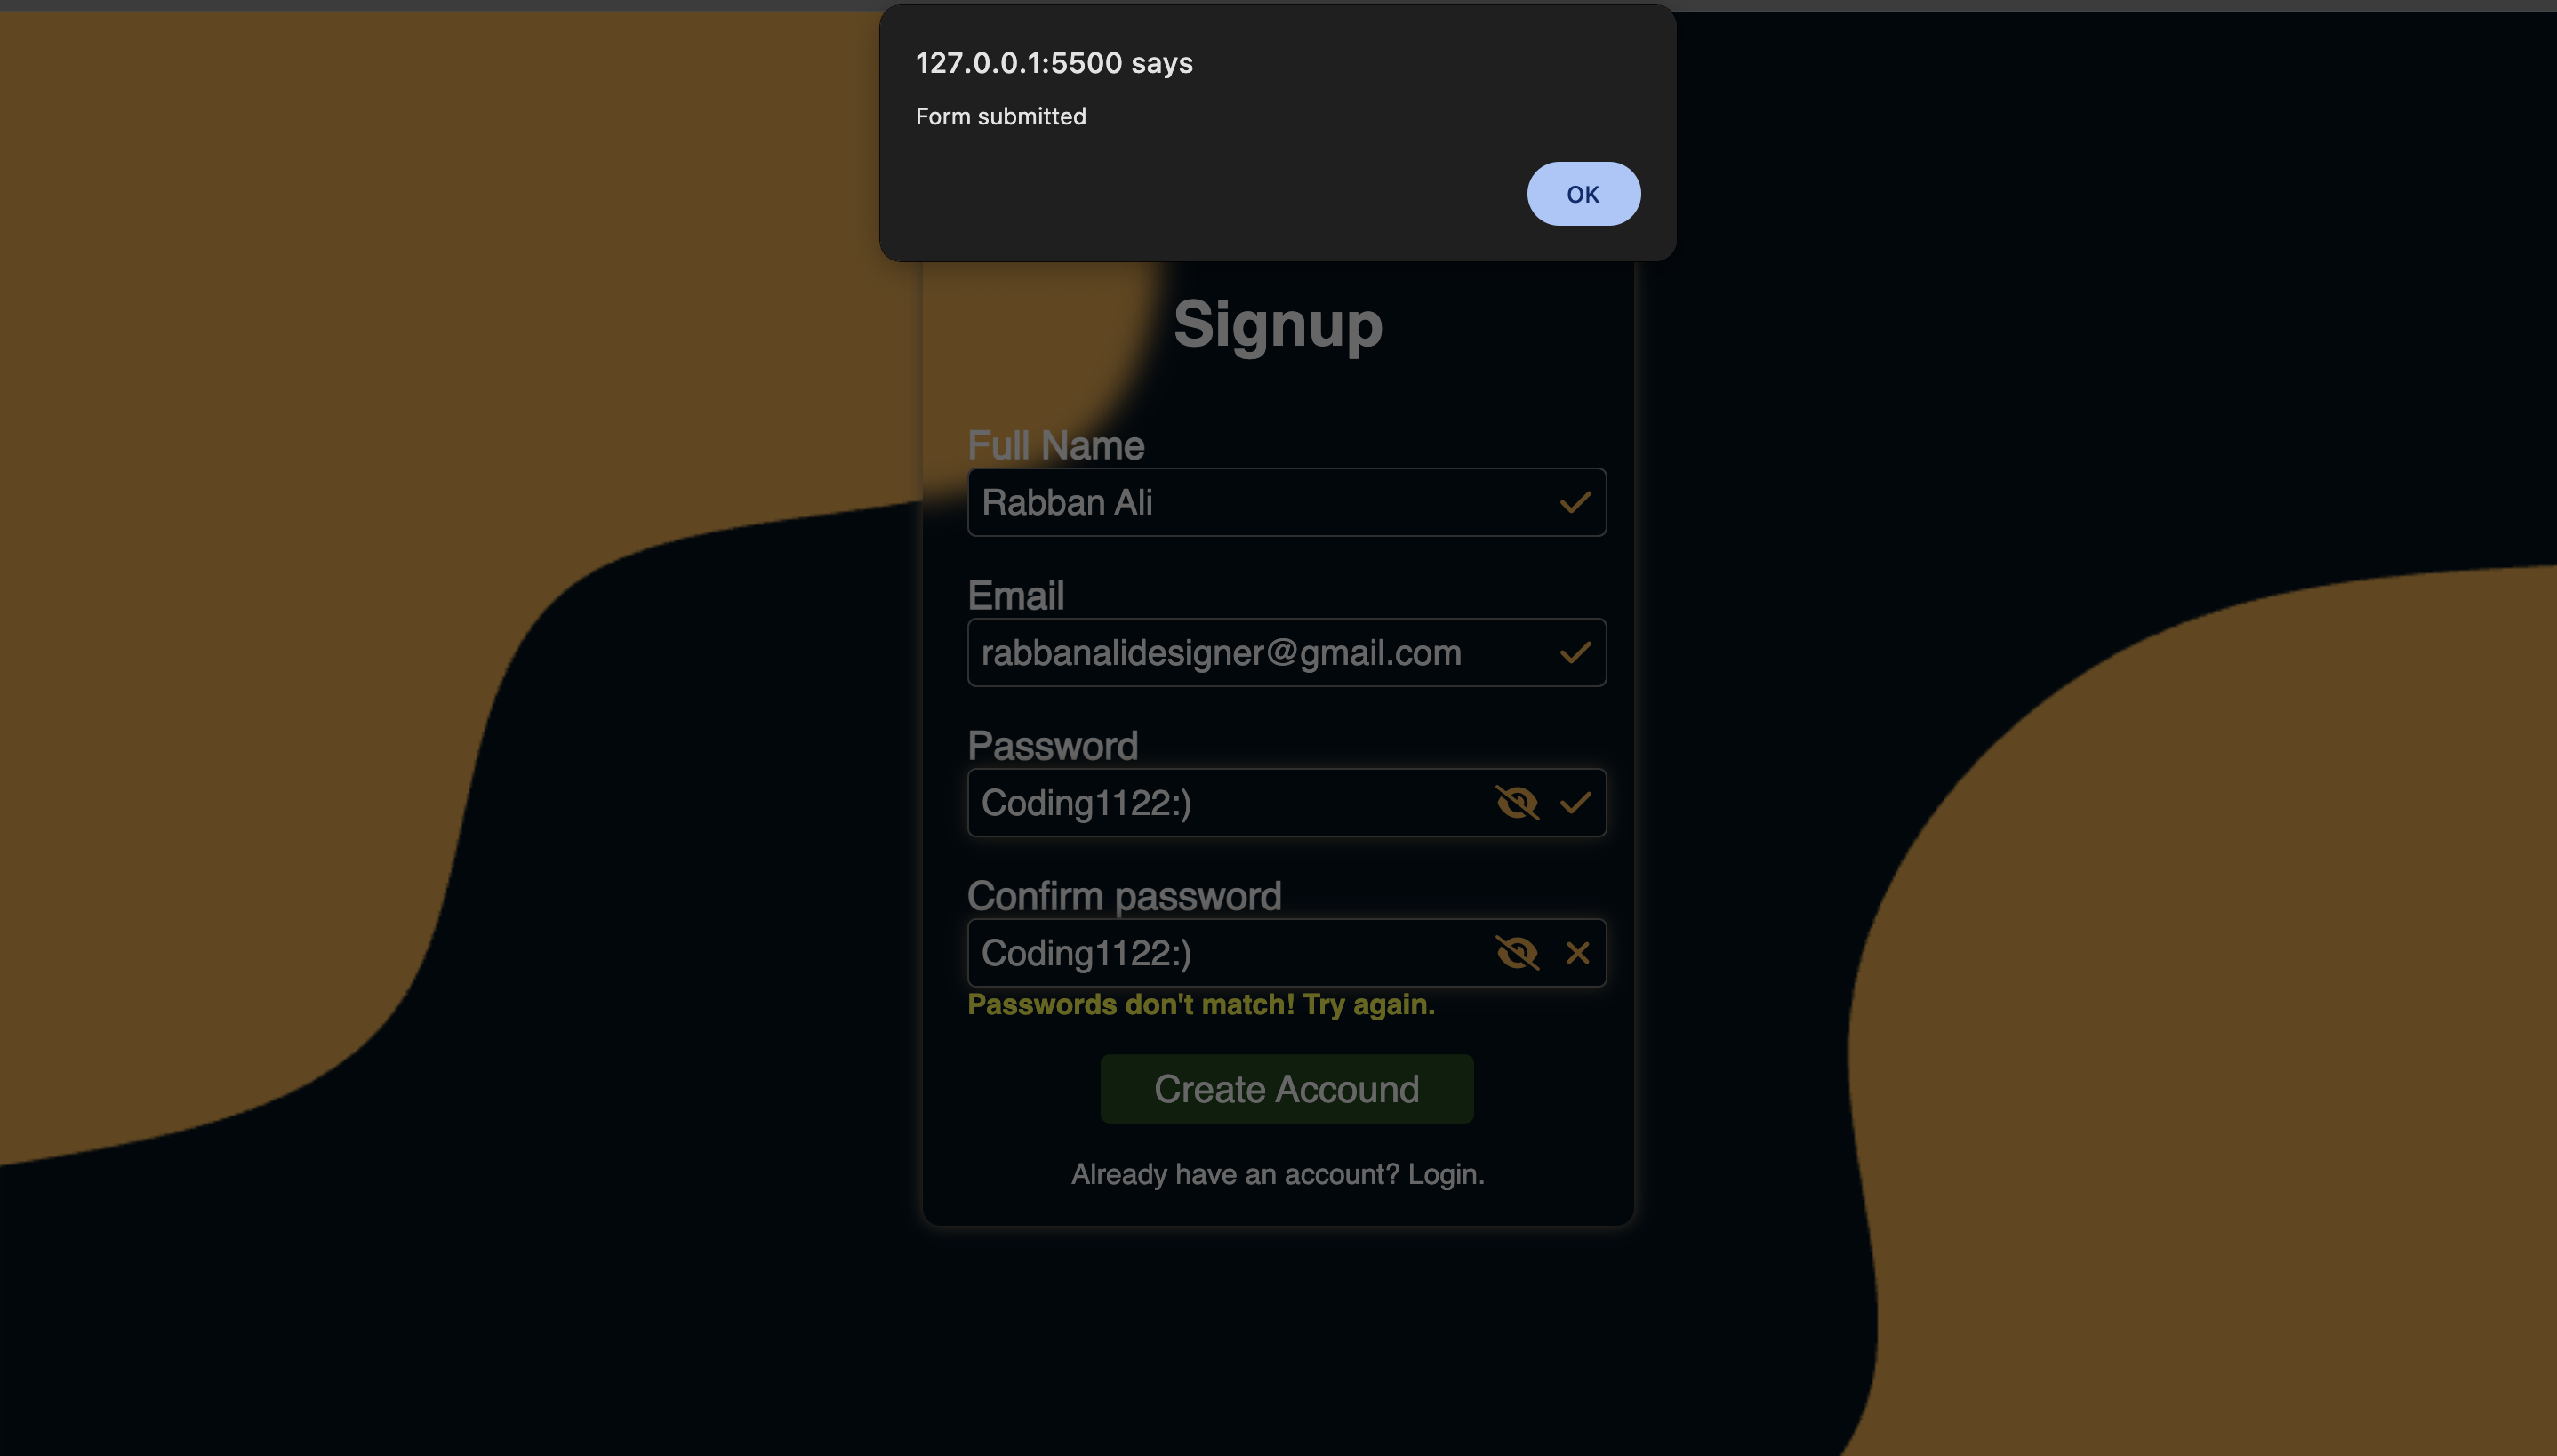 127.0.0.1:5500 says
Form submitted
OK
Signup
Full Name
Rabban Ali
Email
rabbanalidesigner@gmail.com
Password
Coding1122:)
Confirm password
Coding1122:)
Passwords don't match! Try again.
Create Accound
Already have an account? Login.